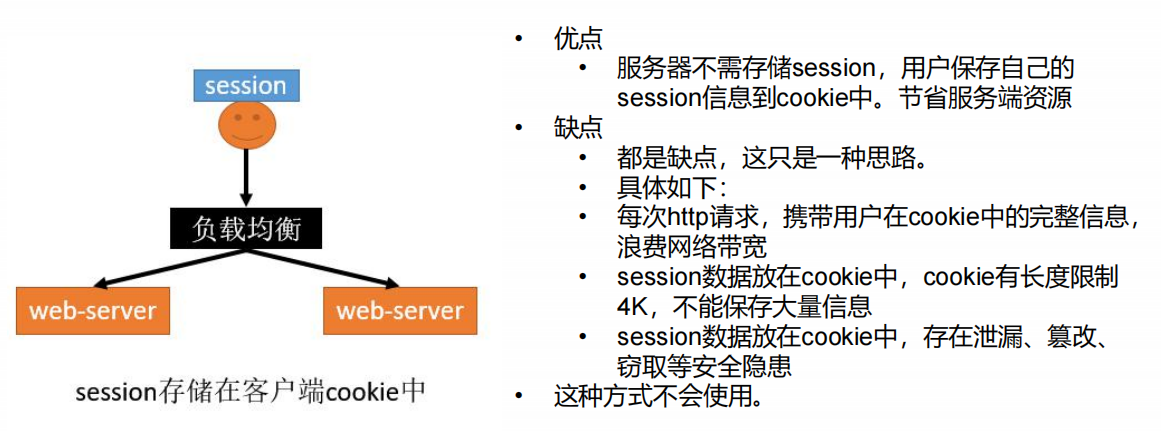 session
负载均衡
web-server
web-server
session存储在客户端cookie中
• 优点
• 服务器不需存储session，用户保存自己的
session信息到cookie中。节省服务端资源
• 缺点
• 都是缺点，这只是一种思路。
• 具体如下：
• 每次http请求，携带用户在cookie中的完整信息，
浪费网络带宽
• session数据放在cookie中，cookie有长度限制
4K，不能保存大量信息
• session数据放在cookie中，存在泄漏、篡改、
窃取等安全隐患
• 这种方式不会使用。